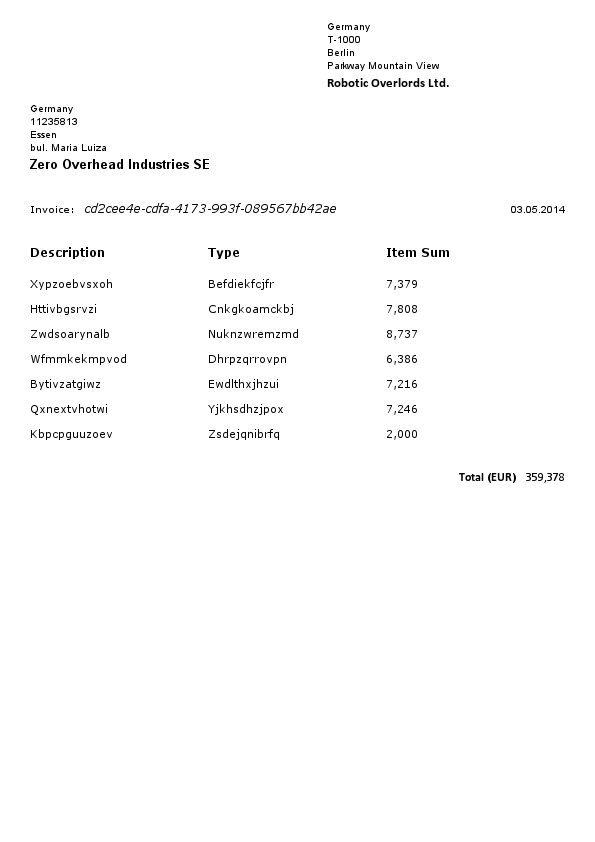 Germany
T-1000
Berlin
Parkway Mountain View
Robotic Overlords Ltd.
Germany
11235813
Essen
bul. Maria Luiza
Zero Overhead Industries SE
Invoice: cd2cee4e-cdfa-4173-993f-089567bb42ae 03.05.2014
Description Type Item Sum
Xypzoebvsxoh Befdiekfcjfr 7,379
Httivbgsrvzi Cnkgkoamckbj 7,808
Zwdsoarynalb Nuknzwremzmd 8,737
Wfmmkekmpvod Dhrpzqrrovpn 6,386
Bytivzatgiwz Ewdlthxjhzui 7,216
Qxnextvhotwi Yjkhsdhzjpox 7,246
Kbpcpguuzoev Zsdejqnibrfq 2,000
Total (EUR) 359,378